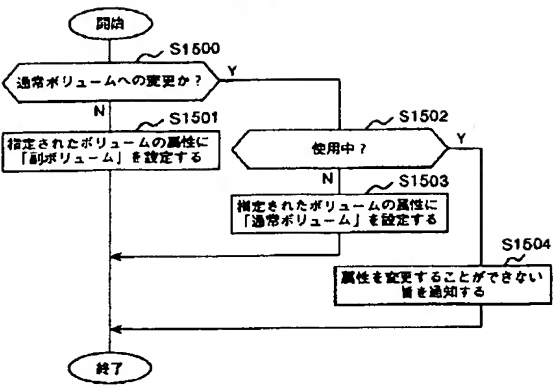 開始
S1500
通常ボリュームへの変更か?
Y
N
S1501
指定されたボリュームの属性に
「副ボリューム」を設定する
S1502
使用中?
Y
N
S1503
指定されたボリュームの属性に
「通常ボリューム」を設定する
S1504
属性を変更することができない
旨を通知する
終了